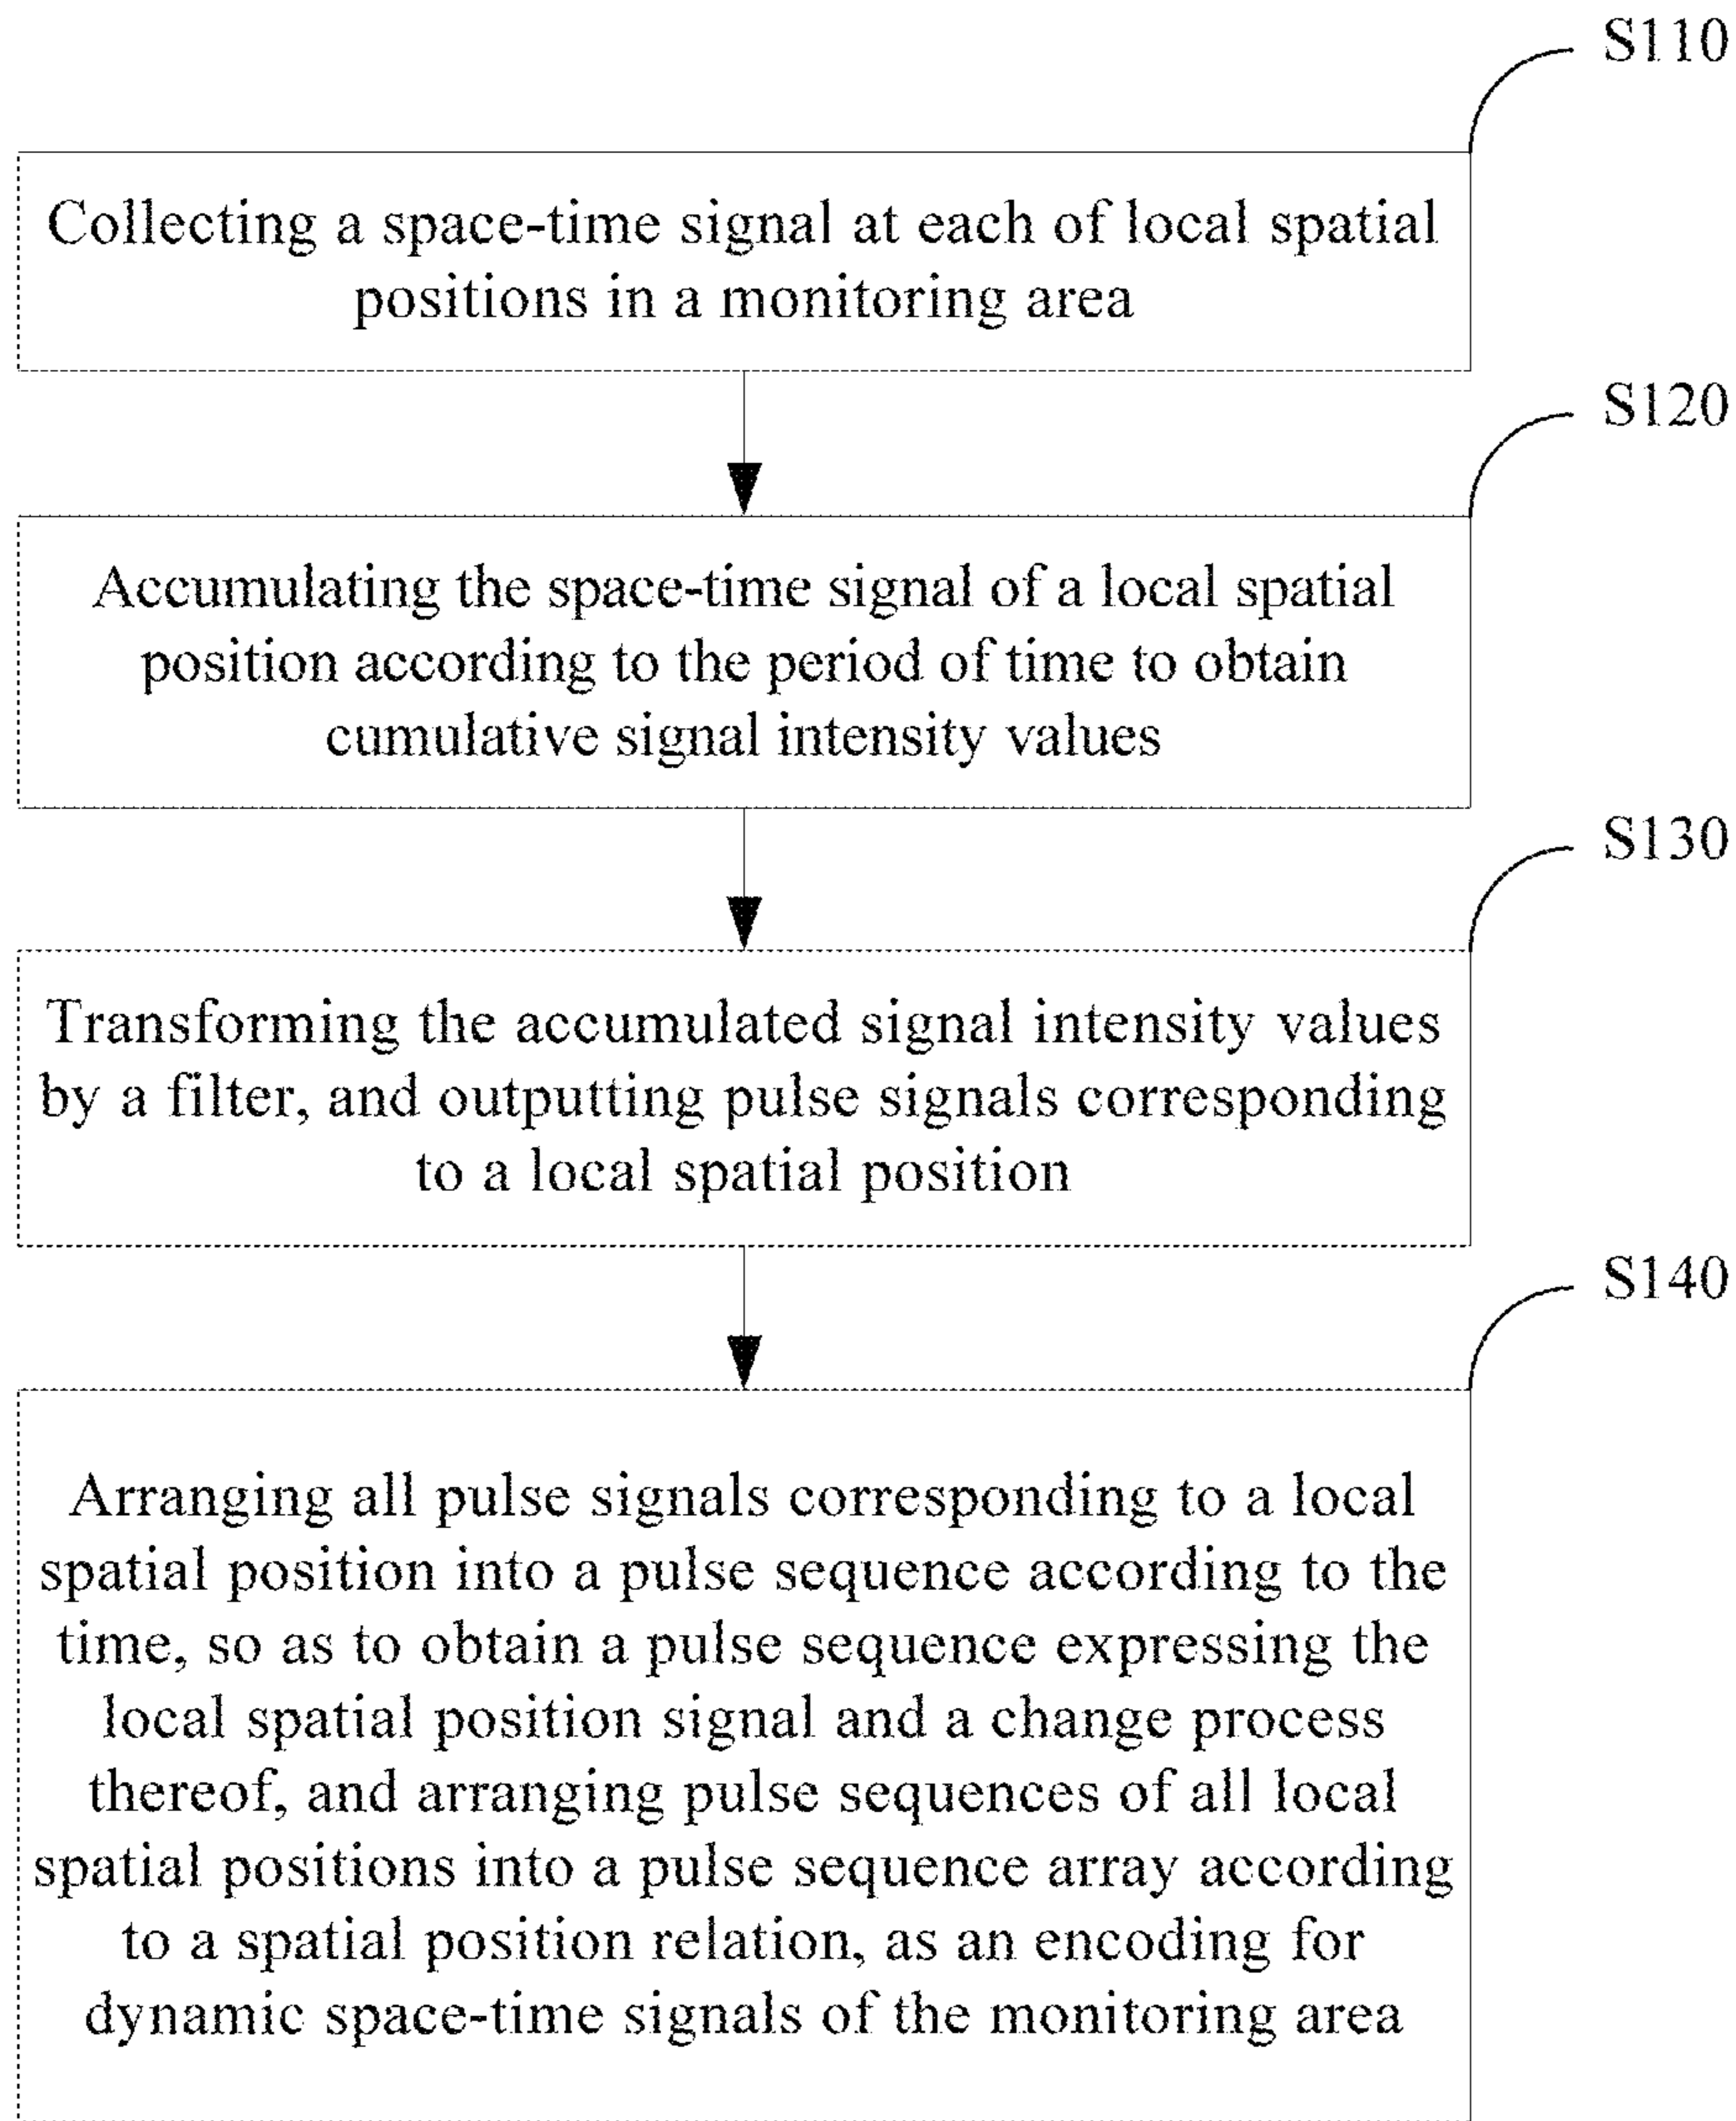 S110
Collecting a space-time signal at each of local spatial
positions in a monitoring area
S120
Accumulating the space-time signal of a local spatial
position according to the period of time to obtain
cumulative signal intensity values
S130
Transforming the accumulated signal intensity values
by a filter, and outputting pulse signals corresponding
to a local spatial position
S140
Arranging all pulse signals corresponding to a local
spatial position into a pulse sequence according to the
time, so as to obtain a pulse sequence expressing the
local spatial position signal and a change process
thereof, and arranging pulse sequences of all local
spatial positions into a pulse sequence array according
to a spatial position relation, as an encoding for
dynamic space-time signals of the monitoring area